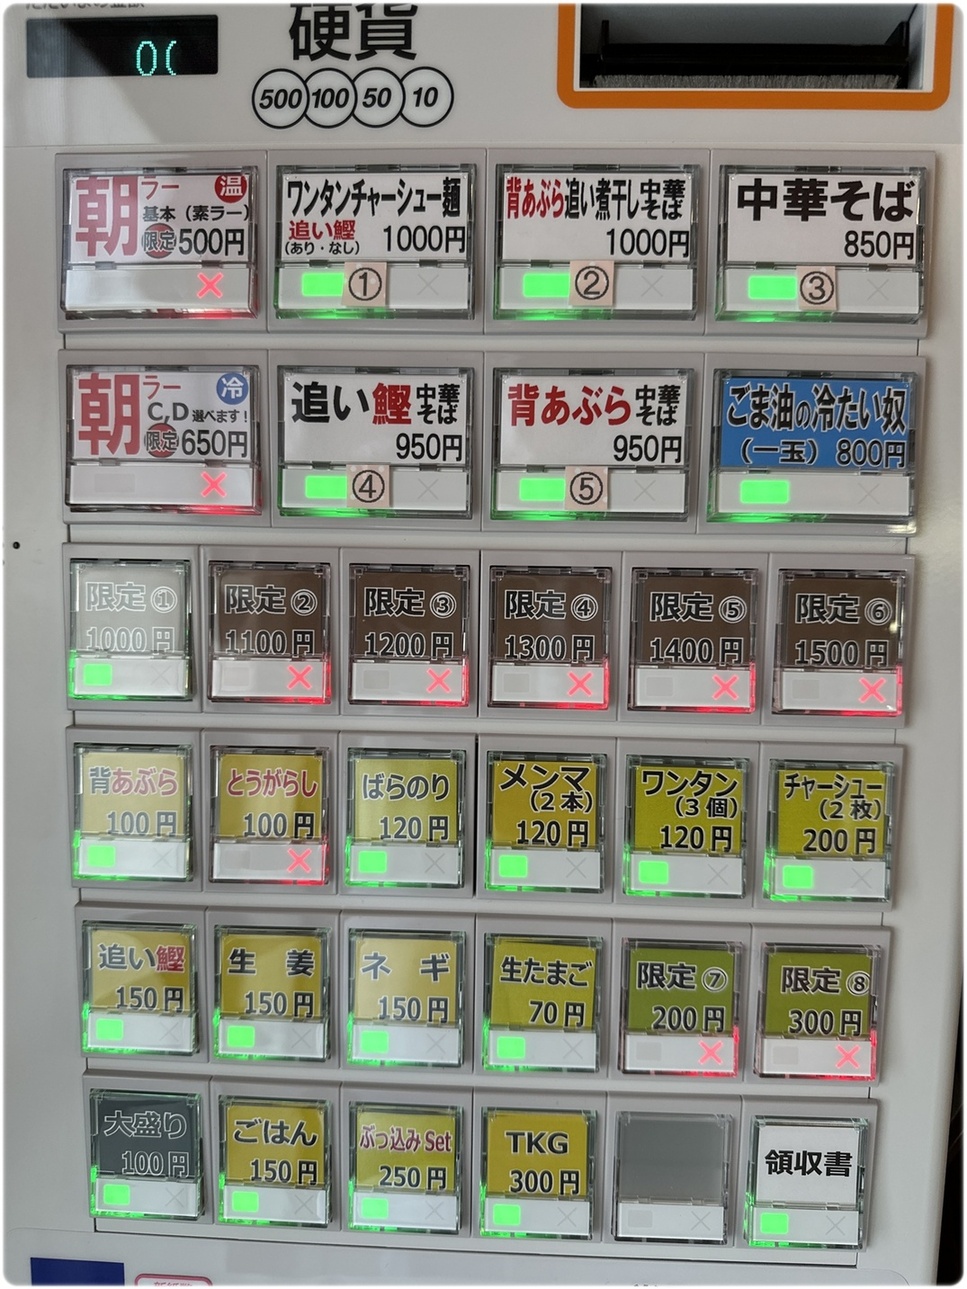 硬貨
500 100 50 10
朝ラー 温
基本（素ラー）
限定 500円
ワンタンチャーシュー麺
追い鰹
（あり・なし） 1000円
①
背あぶら追い煮干し中華そば
1000円
②
中華そば
850円
③
朝ラー 冷
C,D 選べます！
限定 650円
追い鰹中華そば
950円
④
背あぶら中華そば
950円
⑤
ごま油の冷たい奴
（一玉） 800円
限定① 1000円
限定② 1100円
限定③ 1200円
限定④ 1300円
限定⑤ 1400円
限定⑥ 1500円
背あぶら
100円
とうがらし
100円
ばらのり
120円
メンマ
（2本）
120円
ワンタン
（3個）
120円
チャーシュー
（2枚）
200円
追い鰹
150円
生姜
150円
ネギ
150円
生たまご
70円
限定⑦
200円
限定⑧
300円
大盛り
100円
ごはん
150円
ぶっ込みSet
250円
TKG
300円
領収書